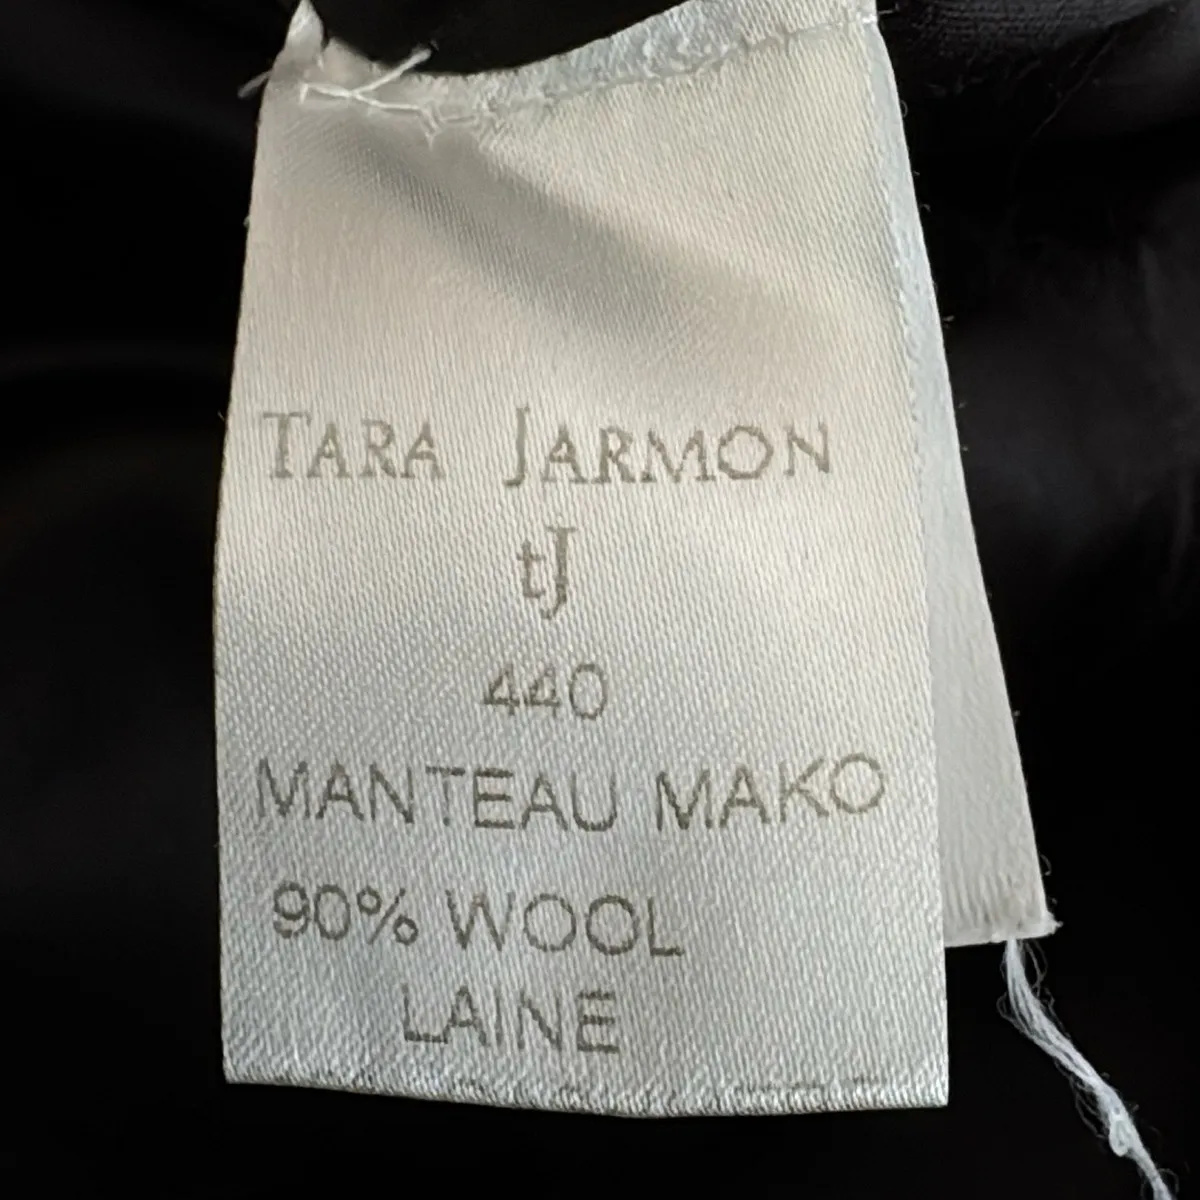 TARA JARMON
tJ
440
MANTEAU MAKO
90% WOOL
LAINE